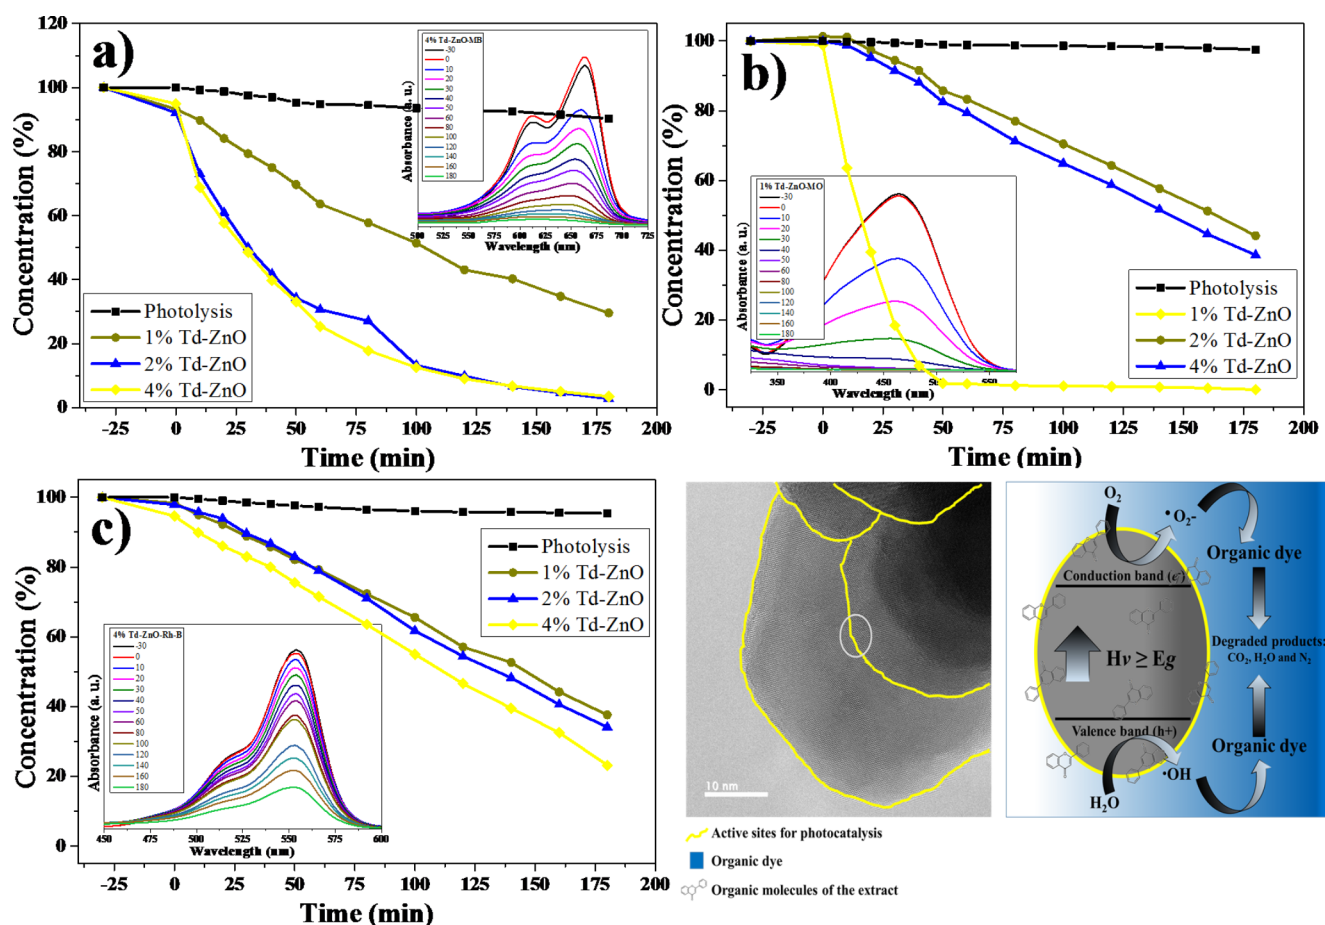 a)
Concentration (%)
120
100
80
60
40
20
0
-25 0 25 50 75 100 125 150 175 200
Time (min)
Photolysis
1% Td-ZnO
2% Td-ZnO
4% Td-ZnO
4% Td-ZnO-MB
-30
0
10
20
30
40
50
60
80
100
120
140
160
180
Absorbance (a. u.)
500 525 550 575 600 625 650 675 700 725
Wavelength (nm)
b)
Concentration (%)
100
80
60
40
20
0
-25 0 25 50 75 100 125 150 175 200
Time (min)
Photolysis
1% Td-ZnO
2% Td-ZnO
4% Td-ZnO
1% Td-ZnO-MO
-30
0
10
20
30
40
50
60
80
100
120
140
160
180
Absorbance (a. u.)
400 450 500 550
Wavelength (nm)
c)
Concentration (%)
100
80
60
40
20
0
-25 0 25 50 75 100 125 150 175 200
Time (min)
Photolysis
1% Td-ZnO
2% Td-ZnO
4% Td-ZnO
4% Td-ZnO-Rh-B
-30
0
10
20
30
40
50
60
80
100
120
140
160
180
Absorbance (a. u.)
450 500 525 550 575 600
Wavelength (nm)
10 nm
O₂
•O₂-
Organic dye
Conduction band (e-)
Degraded products:
CO₂, H₂O and N₂
Hν ≥ Eg
Valence band (h+)
Organic dye
•OH
H₂O
Active sites for photocatalysis
Organic dye
Organic molecules of the extract